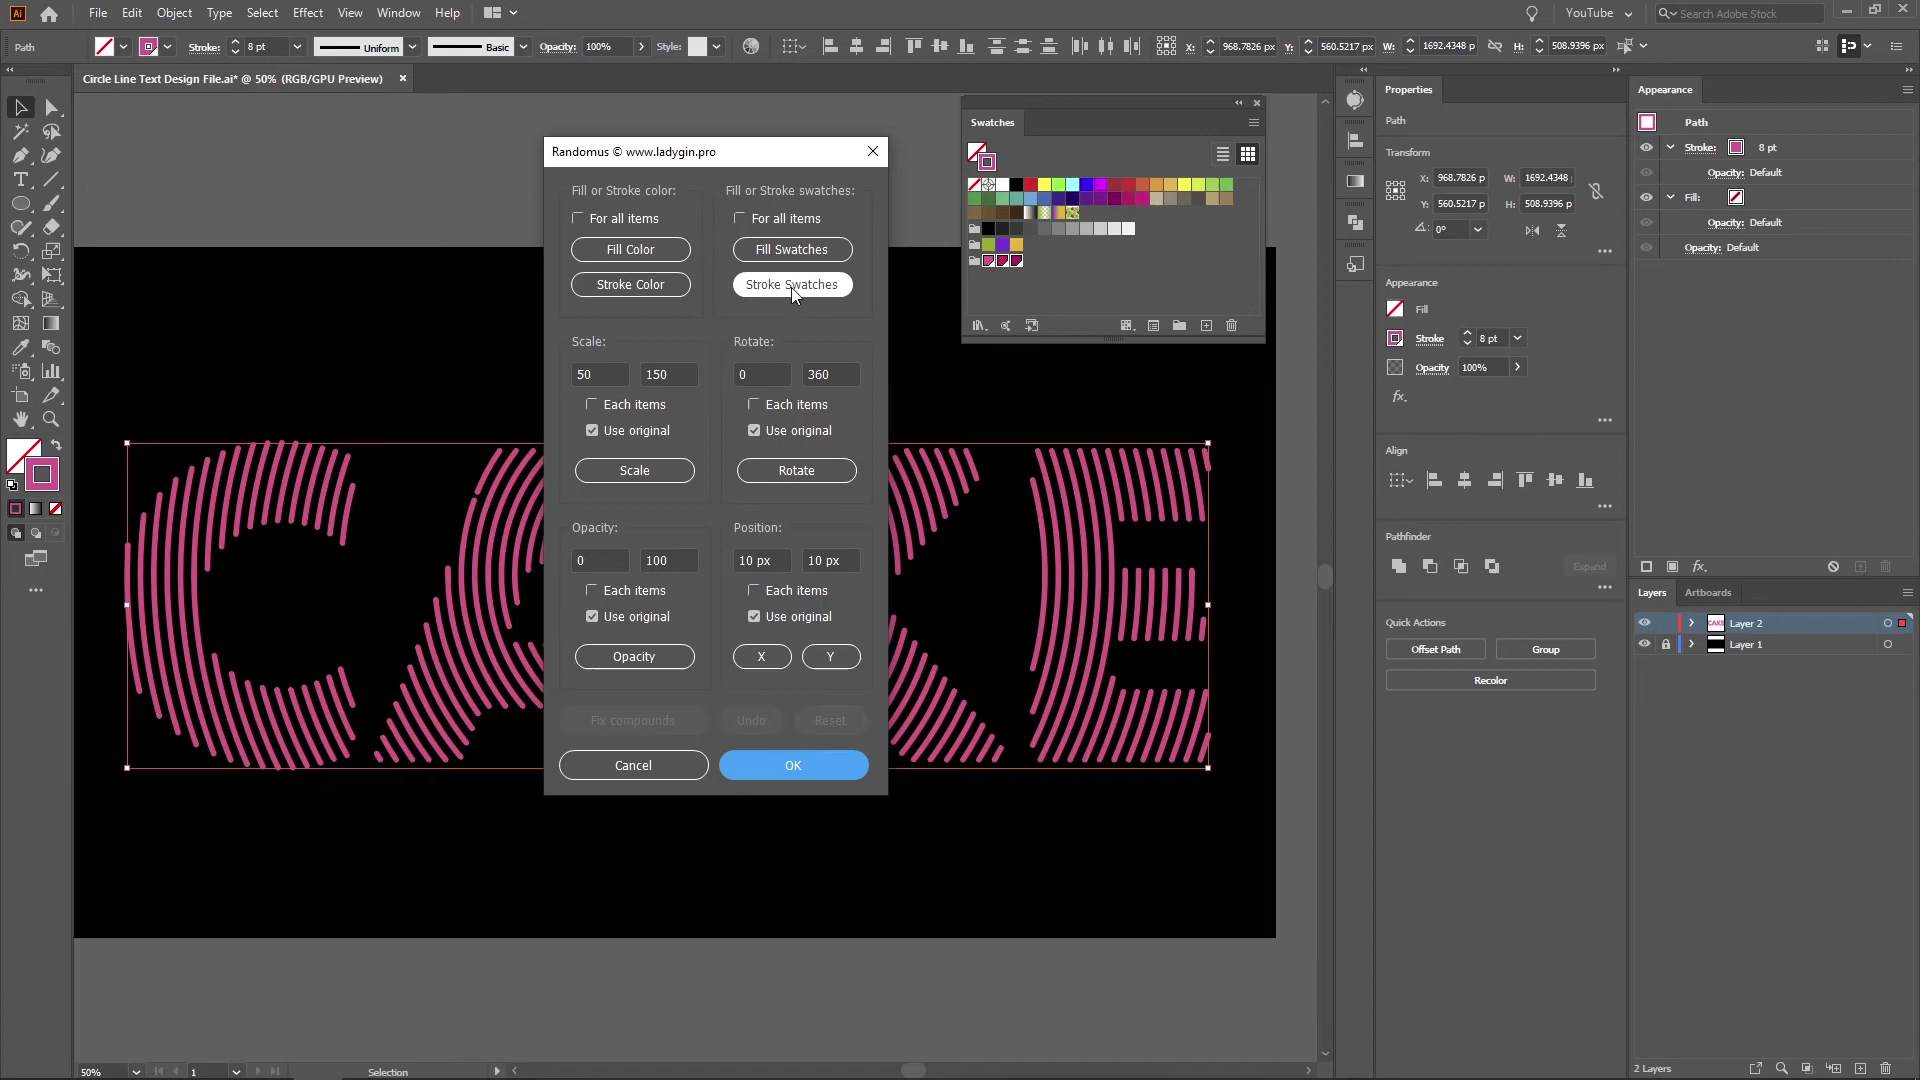 Ai File Edit Object Type Select Effect View Window Help YouTube Search Adobe Stock
Path Stroke: 8 pt Uniform Basic Opacity: 100% Style: X: 968.7826 px Y: 560.5217 px W: 1692.4348 p H: 508.9396 px
Circle Line Text Design File.ai* @ 50% (RGB/GPU Preview)
Randomus © www.ladygin.pro
Fill or Stroke color:
For all items
Fill Color
Stroke Color
Fill or Stroke swatches:
For all items
Fill Swatches
Stroke Swatches
Scale:
50 150
Each items
Use original
Scale
Rotate:
0 360
Each items
Use original
Rotate
Opacity:
0 100
Each items
Use original
Opacity
Position:
10 px 10 px
Each items
Use original
X Y
Fix compounds Undo Reset
Cancel OK
Swatches
Properties
Path
Transform
X: 968.7826 p W: 1692.4348
Y: 560.5217 p H: 508.9396 p
0°
Appearance
Fill
Stroke 8 pt
Opacity 100%
fx.
Align
Pathfinder
Expand
Quick Actions
Offset Path Group
Recolor
Appearance
Path
Stroke: 8 pt
Opacity: Default
Fill:
Opacity: Default
Opacity: Default
fx.
Layers Artboards
CAKE Layer 2
Layer 1
2 Layers
50% 1 Selection